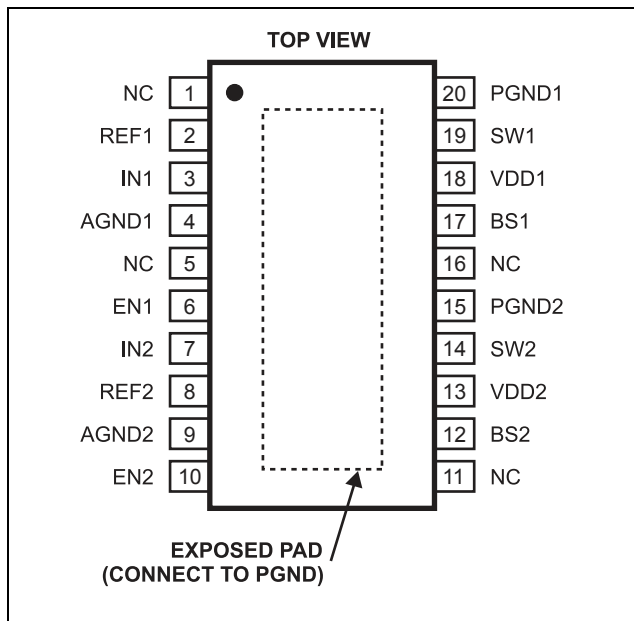 TOP VIEW
NC 1 20 PGND1
REF1 2 19 SW1
IN1 3 18 VDD1
AGND1 4 17 BS1
NC 5 16 NC
EN1 6 15 PGND2
IN2 7 14 SW2
REF2 8 13 VDD2
AGND2 9 12 BS2
EN2 10 11 NC
EXPOSED PAD
(CONNECT TO PGND)